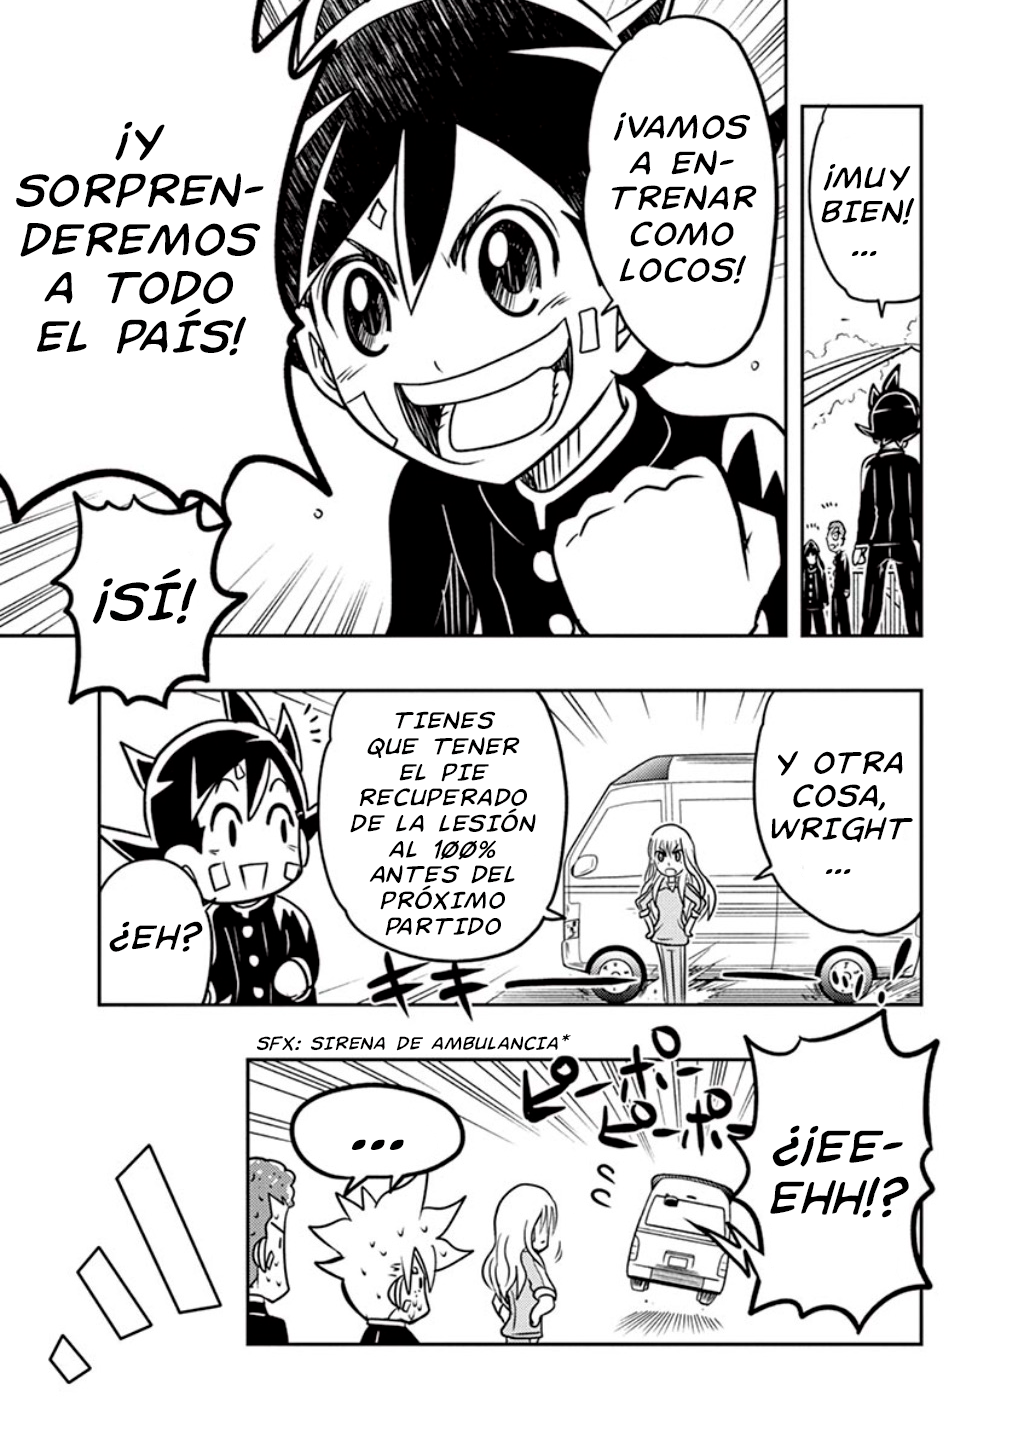 ¡MUY
BIEN!
...
¡VAMOS
A EN-
TRENAR
COMO
LOCOS!
¡Y
SORPREN-
DEREMOS
A TODO
EL PAÍS!
¡SÍ!
Y OTRA
COSA,
WRIGHT
...
TIENES
QUE TENER
EL PIE
RECUPERADO
DE LA LESIÓN
AL 100%
ANTES DEL
PRÓXIMO
PARTIDO
¿EH?
キキッ
SFX: SIRENA DE AMBULANCIA*
¿¡EE-
EHH!?
ピーポーピーポー
...